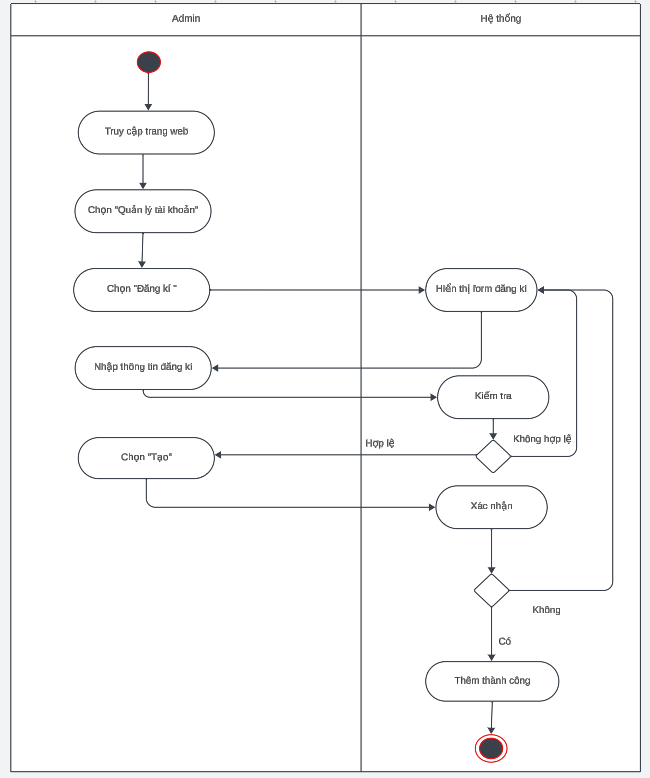 Admin
Hệ thống
Truy cập trang web
Chọn "Quản lý tài khoản"
Chọn "Đăng kí "
Hiển thị form đăng kí
Nhập thông tin đăng kí
Kiểm tra
Hợp lệ
Không hợp lệ
Chọn "Tạo"
Xác nhận
Không
Có
Thêm thành công